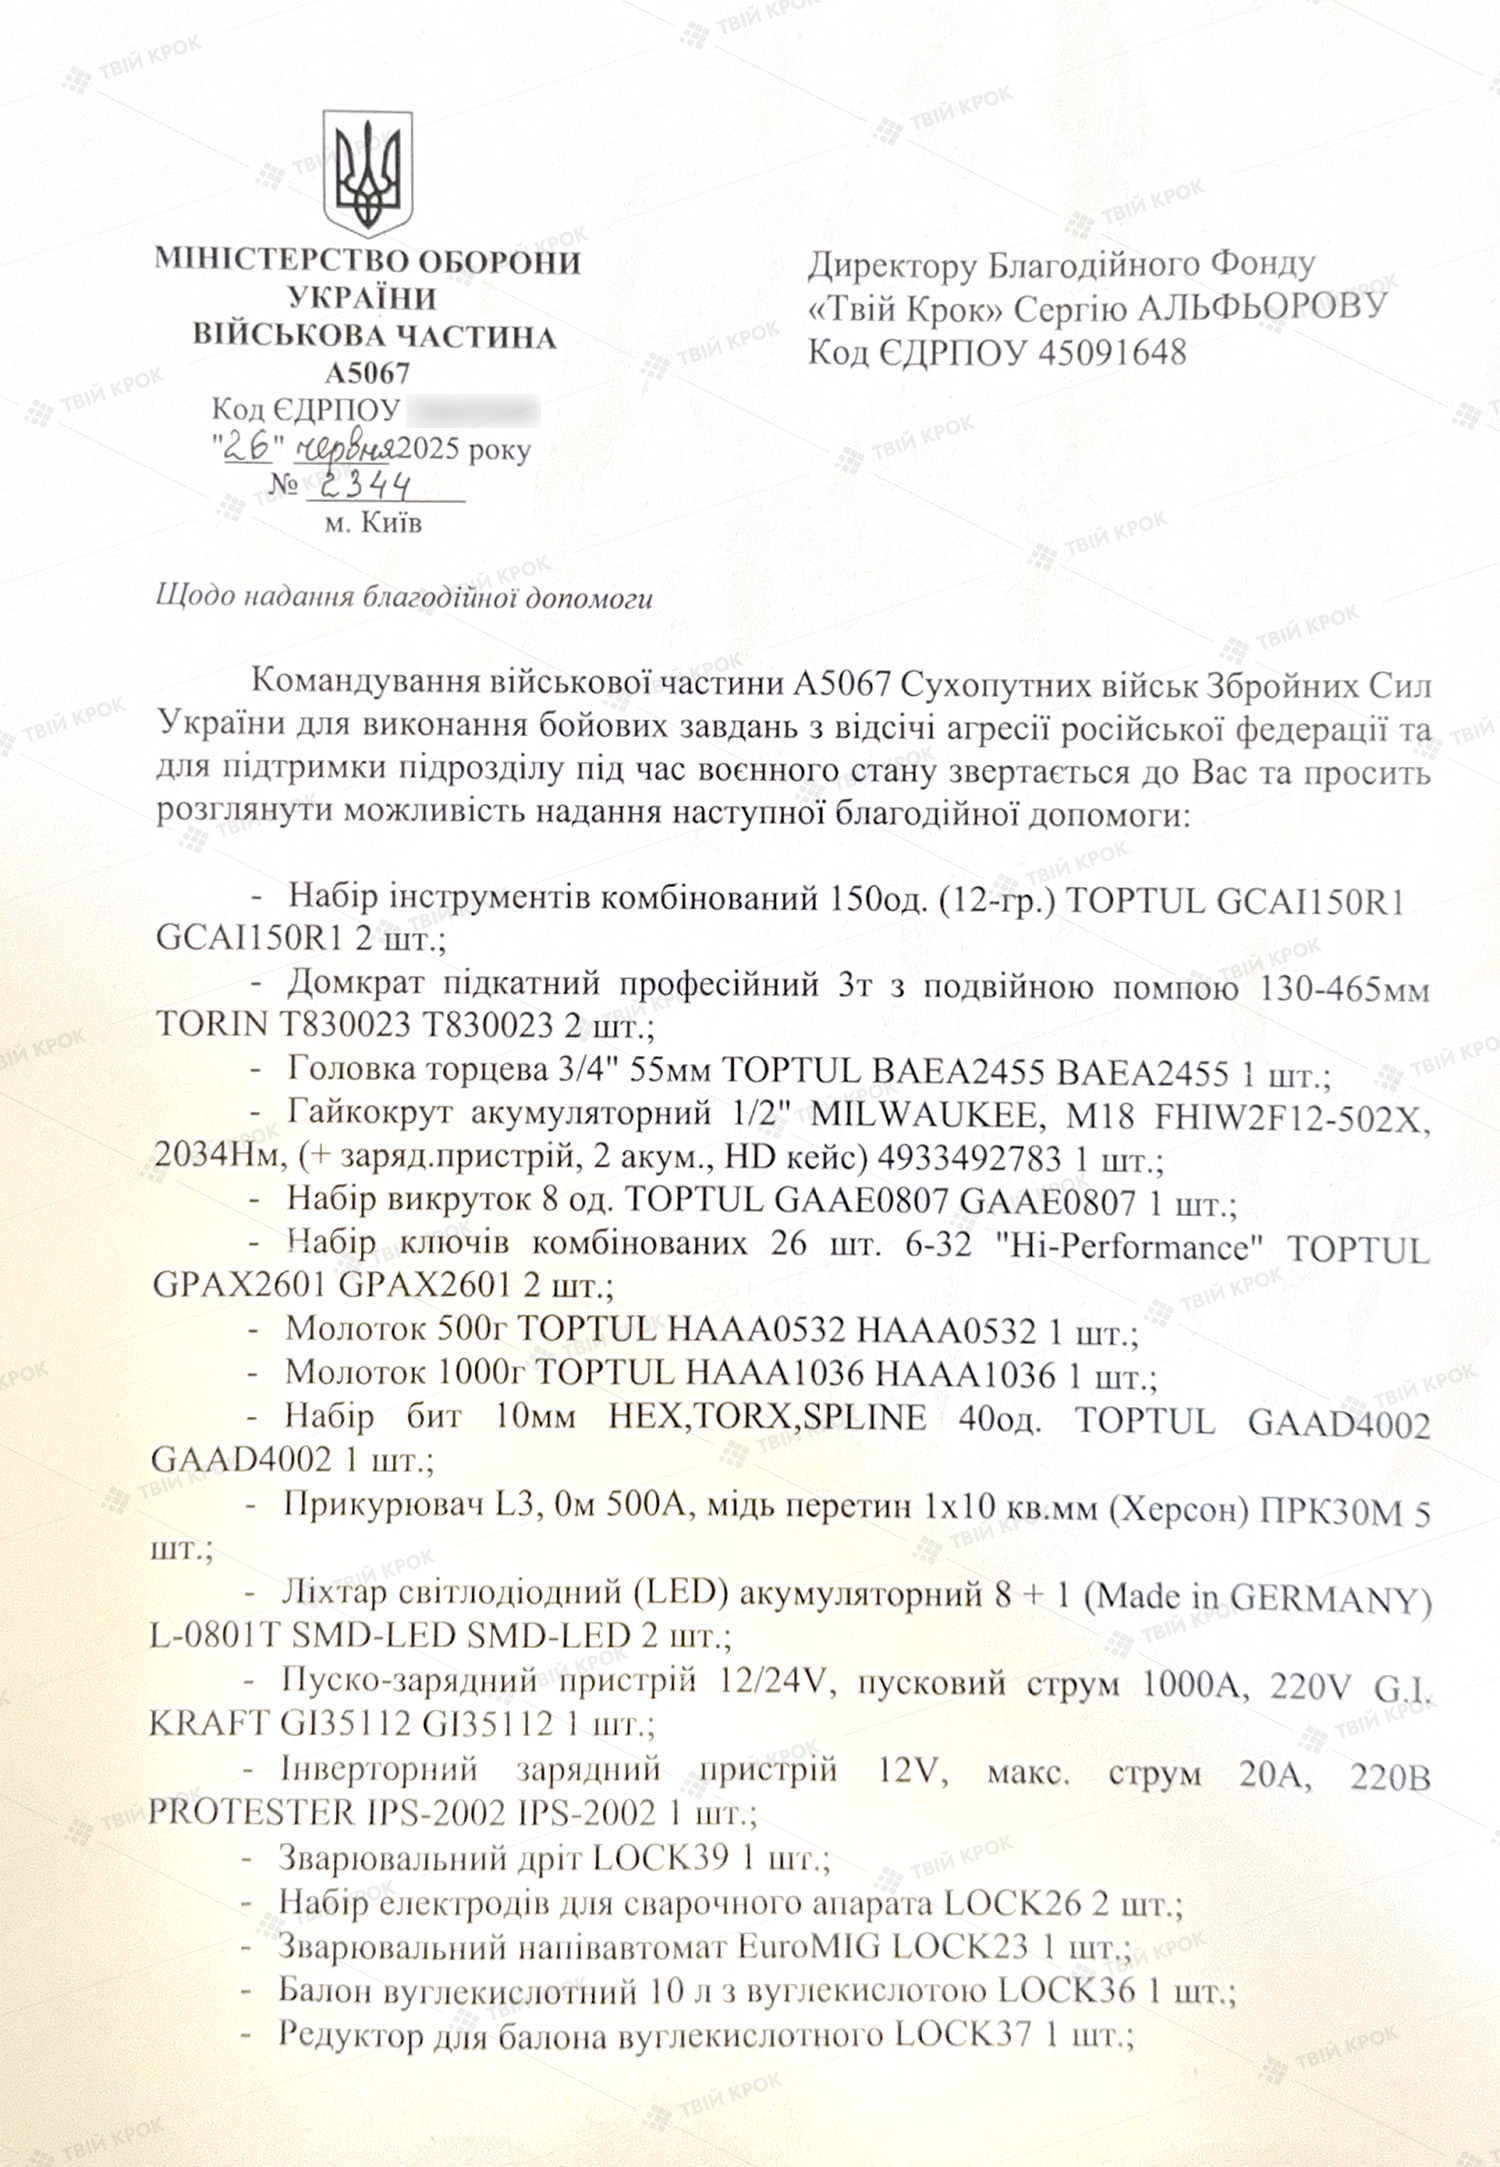 МІНІСТЕРСТВО ОБОРОНИ
УКРАЇНИ
ВІЙСЬКОВА ЧАСТИНА
А5067
Код ЄДРПОУ
"26" червня 2025 року
№ 2344
м. Київ
Директору Благодійного Фонду
«Твій Крок» Сергію АЛЬФЬОРОВУ
Код ЄДРПОУ 45091648
Щодо надання благодійної допомоги
Командування військової частини А5067 Сухопутних військ Збройних Сил
України для виконання бойових завдань з відсічі агресії російської федерації та
для підтримки підрозділу під час воєнного стану звертається до Вас та просить
розглянути можливість надання наступної благодійної допомоги:
- Набір інструментів комбінований 150од. (12-гр.) TOPTUL GCAI150R1
GCAI150R1 2 шт.;
- Домкрат підкатний професійний 3т з подвійною помпою 130-465мм
TORIN T830023 T830023 2 шт.;
- Головка торцева 3/4" 55мм TOPTUL BAEA2455 BAEA2455 1 шт.;
- Гайкокрут акумуляторний 1/2" MILWAUKEE, M18 FHIW2F12-502X,
2034Нм, (+ заряд.пристрій, 2 акум., HD кейс) 4933492783 1 шт.;
- Набір викруток 8 од. TOPTUL GAAE0807 GAAE0807 1 шт.;
- Набір ключів комбінованих 26 шт. 6-32 "Hi-Performance" TOPTUL
GPAX2601 GPAX2601 2 шт.;
- Молоток 500г TOPTUL HAAA0532 HAAA0532 1 шт.;
- Молоток 1000г TOPTUL HAAA1036 HAAA1036 1 шт.;
- Набір бит 10мм HEX,TORX,SPLINE 40од. TOPTUL GAAD4002
GAAD4002 1 шт.;
- Прикурювач L3, 0м 500А, мідь перетин 1х10 кв.мм (Херсон) ПРК30М 5
шт.;
- Ліхтар світлодіодний (LED) акумуляторний 8 + 1 (Made in GERMANY)
L-0801T SMD-LED SMD-LED 2 шт.;
- Пуско-зарядний пристрій 12/24V, пусковий струм 1000А, 220V G.I.
KRAFT GI35112 GI35112 1 шт.;
- Інверторний зарядний пристрій 12V, макс. струм 20А, 220В
PROTESTER IPS-2002 IPS-2002 1 шт.;
- Зварювальний дріт LOCK39 1 шт.;
- Набір електродів для сварочного апарата LOCK26 2 шт.;
- Зварювальний напівавтомат EuroMIG LOCK23 1 шт.;
- Балон вуглекислотний 10 л з вуглекислотою LOCK36 1 шт.;
- Редуктор для балона вуглекислотного LOCK37 1 шт.;
ТВІЙ КРОК